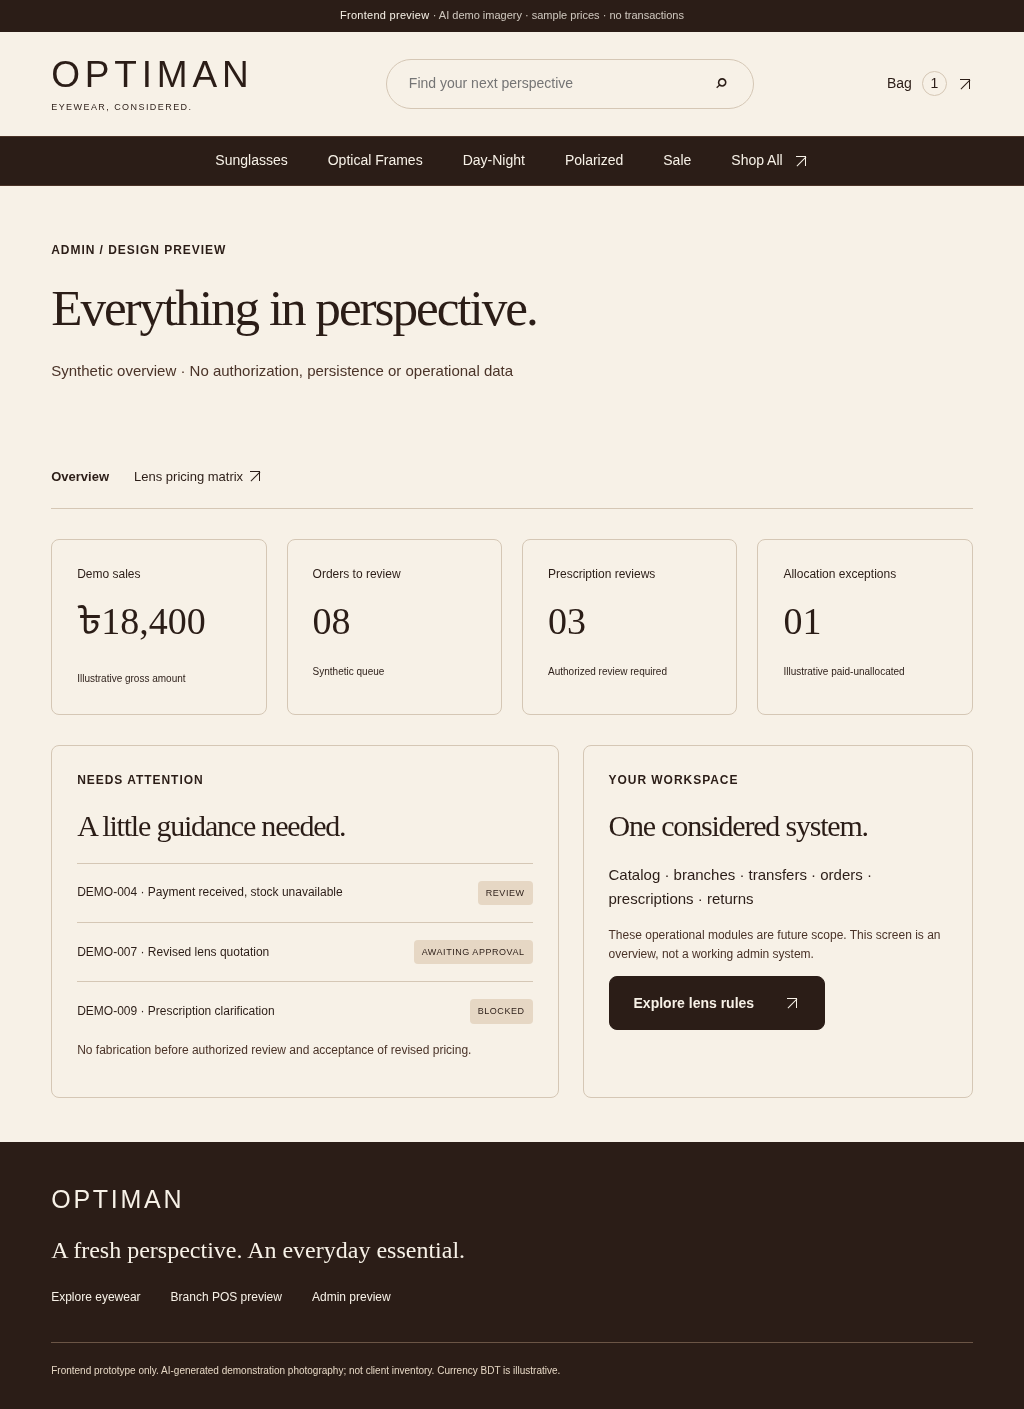 Frontend preview · AI demo imagery · sample prices · no transactions
OPTIMAN
EYEWEAR, CONSIDERED.
Find your next perspective
Bag 1
Sunglasses Optical Frames Day-Night Polarized Sale Shop All
ADMIN / DESIGN PREVIEW
Everything in perspective.
Synthetic overview · No authorization, persistence or operational data
Overview Lens pricing matrix
Demo sales
৳18,400
Illustrative gross amount
Orders to review
08
Synthetic queue
Prescription reviews
03
Authorized review required
Allocation exceptions
01
Illustrative paid-unallocated
NEEDS ATTENTION
A little guidance needed.
DEMO-004 · Payment received, stock unavailable REVIEW
DEMO-007 · Revised lens quotation AWAITING APPROVAL
DEMO-009 · Prescription clarification BLOCKED
No fabrication before authorized review and acceptance of revised pricing.
YOUR WORKSPACE
One considered system.
Catalog · branches · transfers · orders ·
prescriptions · returns
These operational modules are future scope. This screen is an
overview, not a working admin system.
Explore lens rules
OPTIMAN
A fresh perspective. An everyday essential.
Explore eyewear Branch POS preview Admin preview
Frontend prototype only. AI-generated demonstration photography; not client inventory. Currency BDT is illustrative.